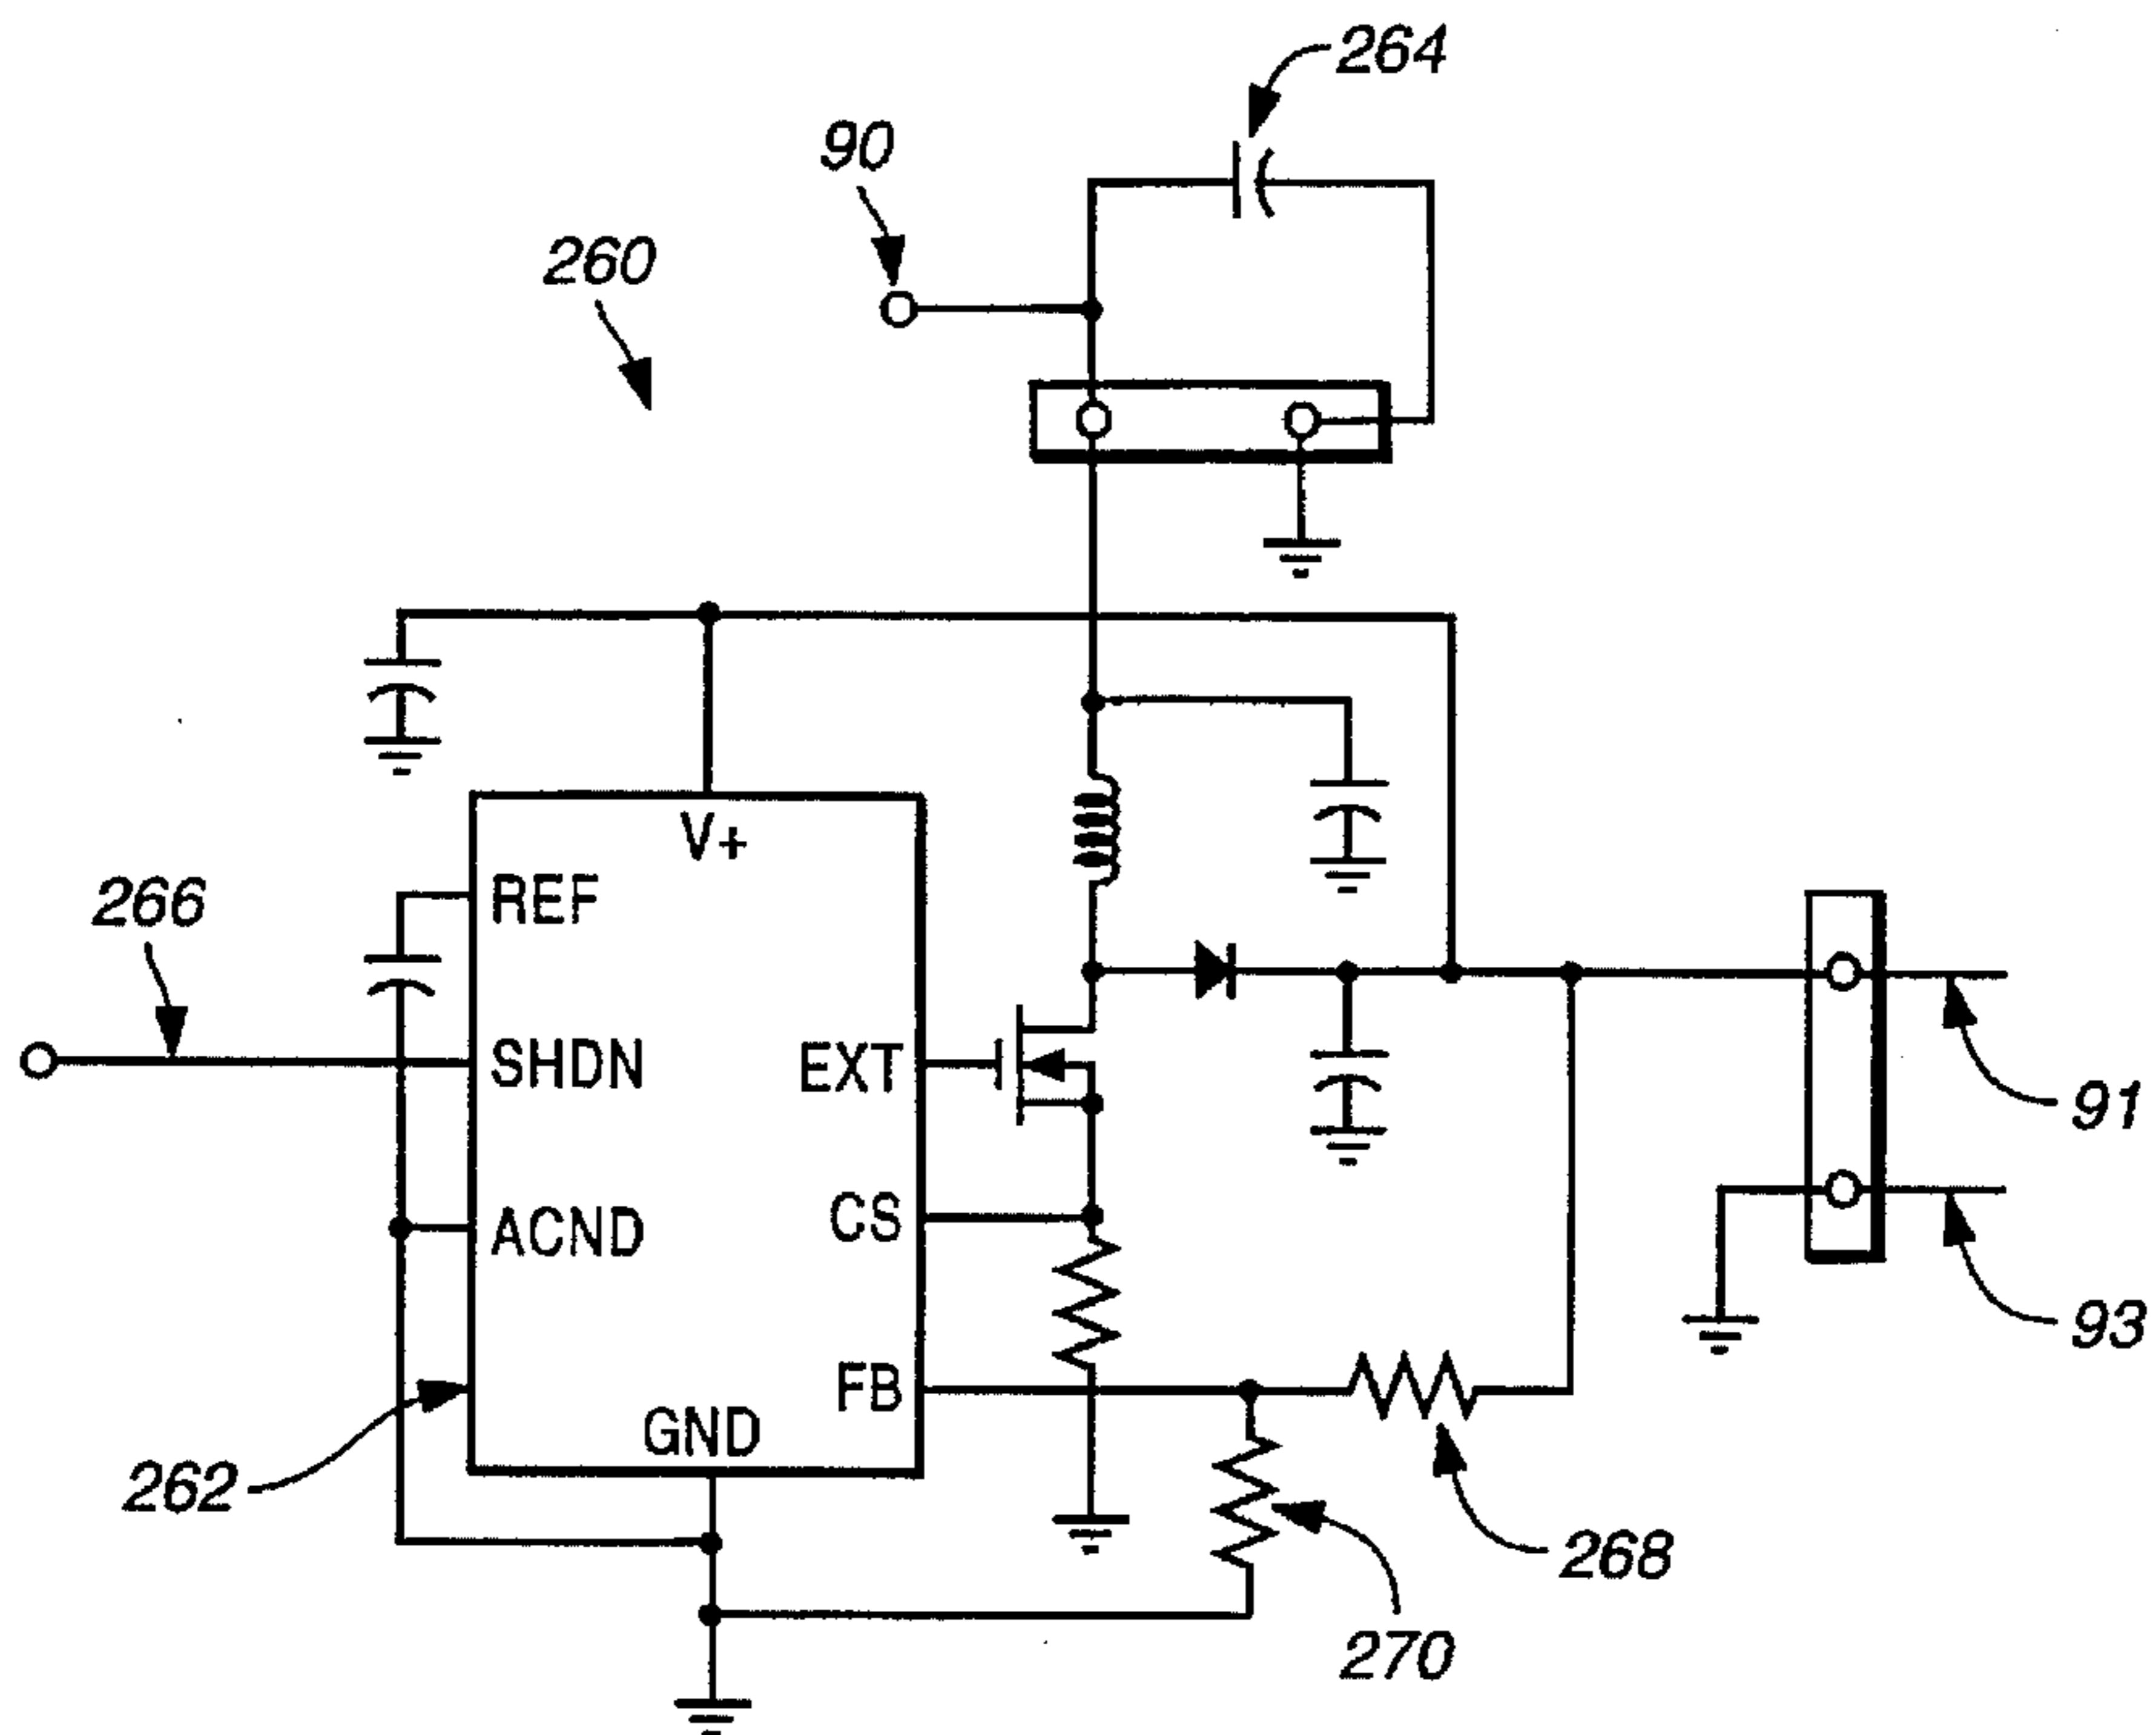 264
90
260
V+
REF
266
SHDN
EXT
91
CS
ACND
93
FB
GND
262
268
270